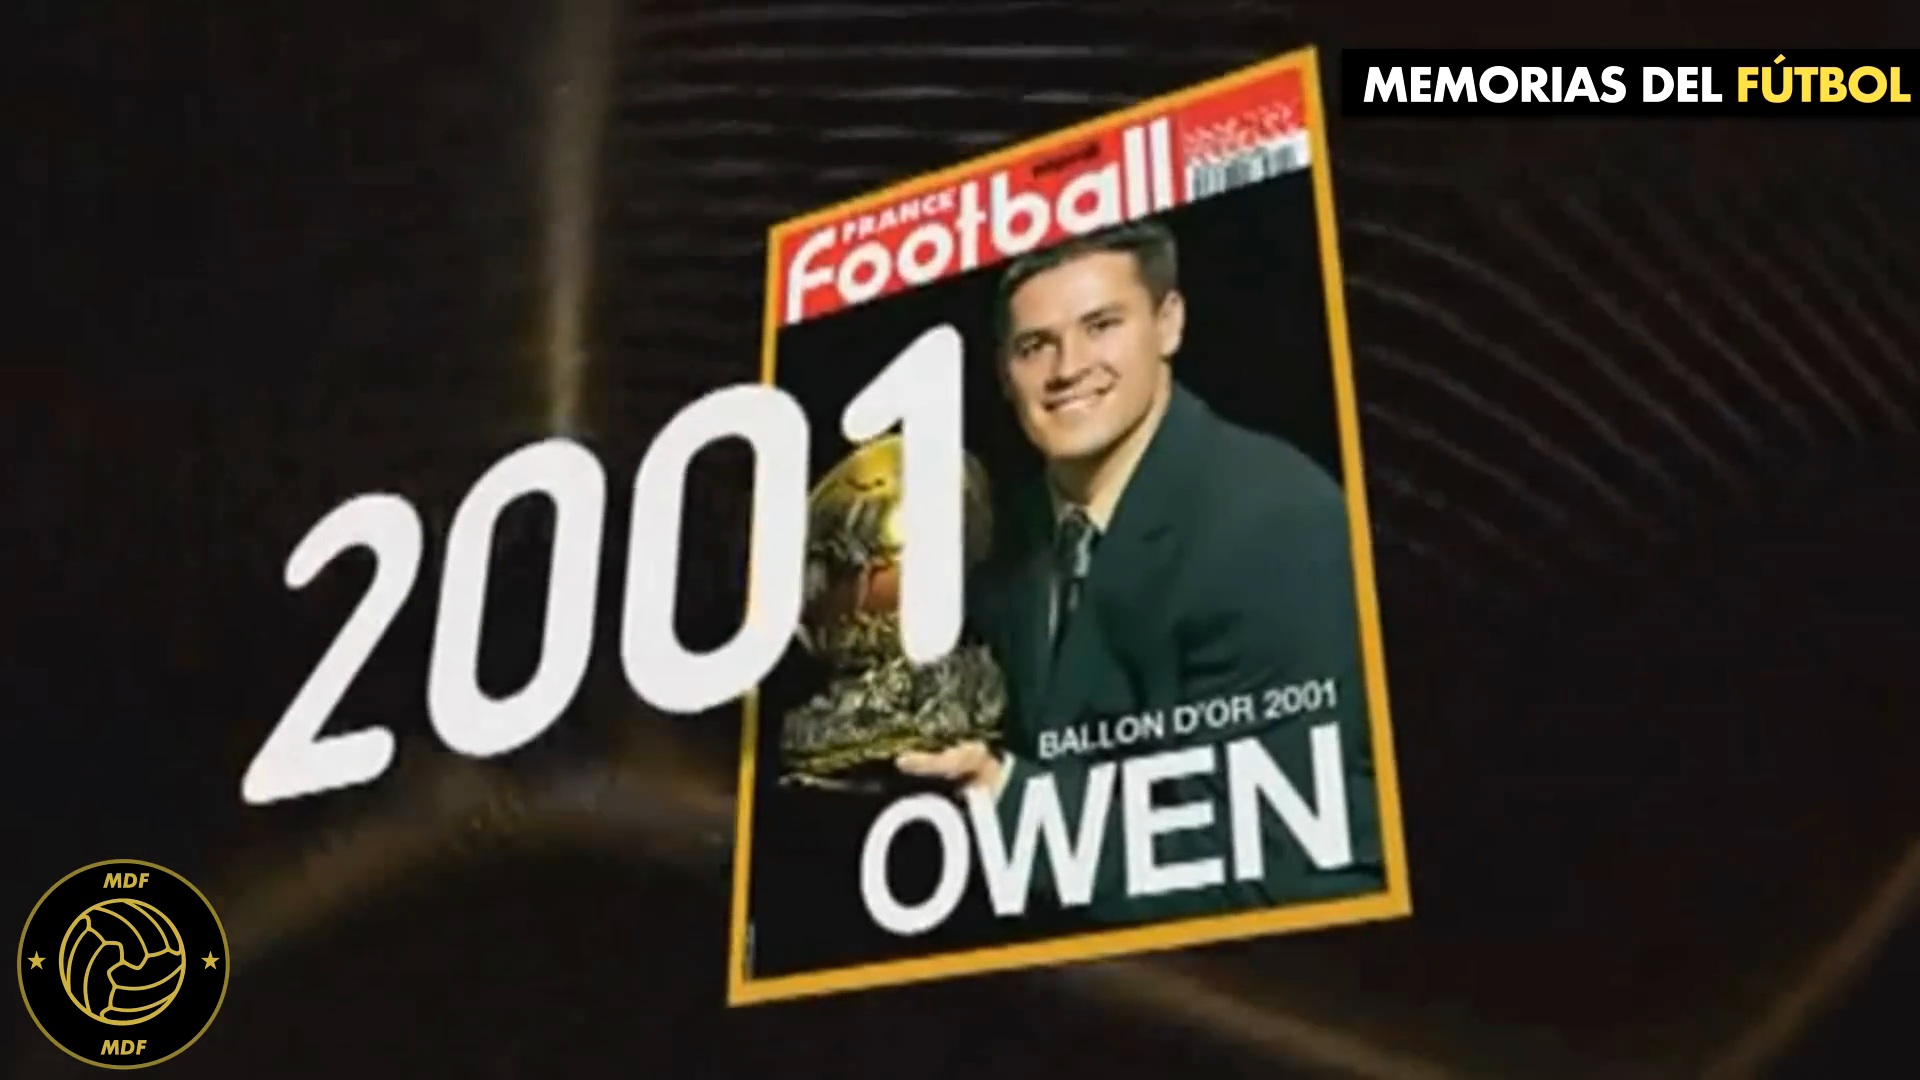 MEMORIAS DEL FÚTBOL
FRANCE
Football
2001
BALLON D'OR 2001
OWEN
MDF
MDF